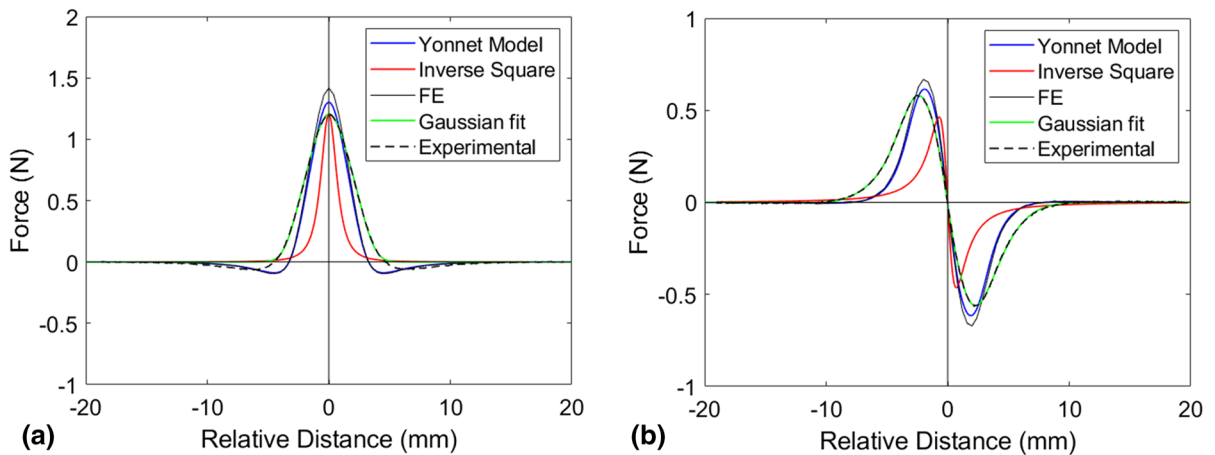 2
1.5
1
0.5
0
-0.5
-1
Force (N)
-20 -10 0 10 20
Relative Distance (mm)
Yonnet Model
Inverse Square
FE
Gaussian fit
Experimental
(a)
1
0.5
0
-0.5
-1
Force (N)
-20 -10 0 10 20
Relative Distance (mm)
Yonnet Model
Inverse Square
FE
Gaussian fit
Experimental
(b)